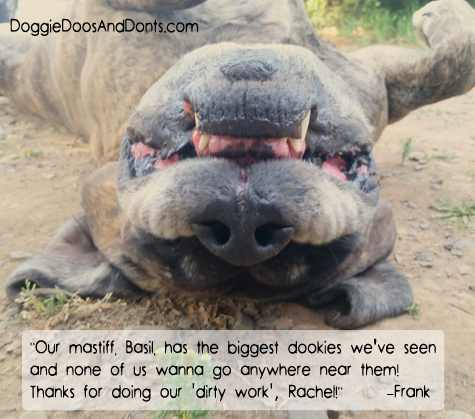 DoggieDoosAndDonts.com
"Our mastiff, Basil, has the biggest dookies we've seen
and none of us wanna go anywhere near them!
Thanks for doing our 'dirty work', Rachel!" -Frank